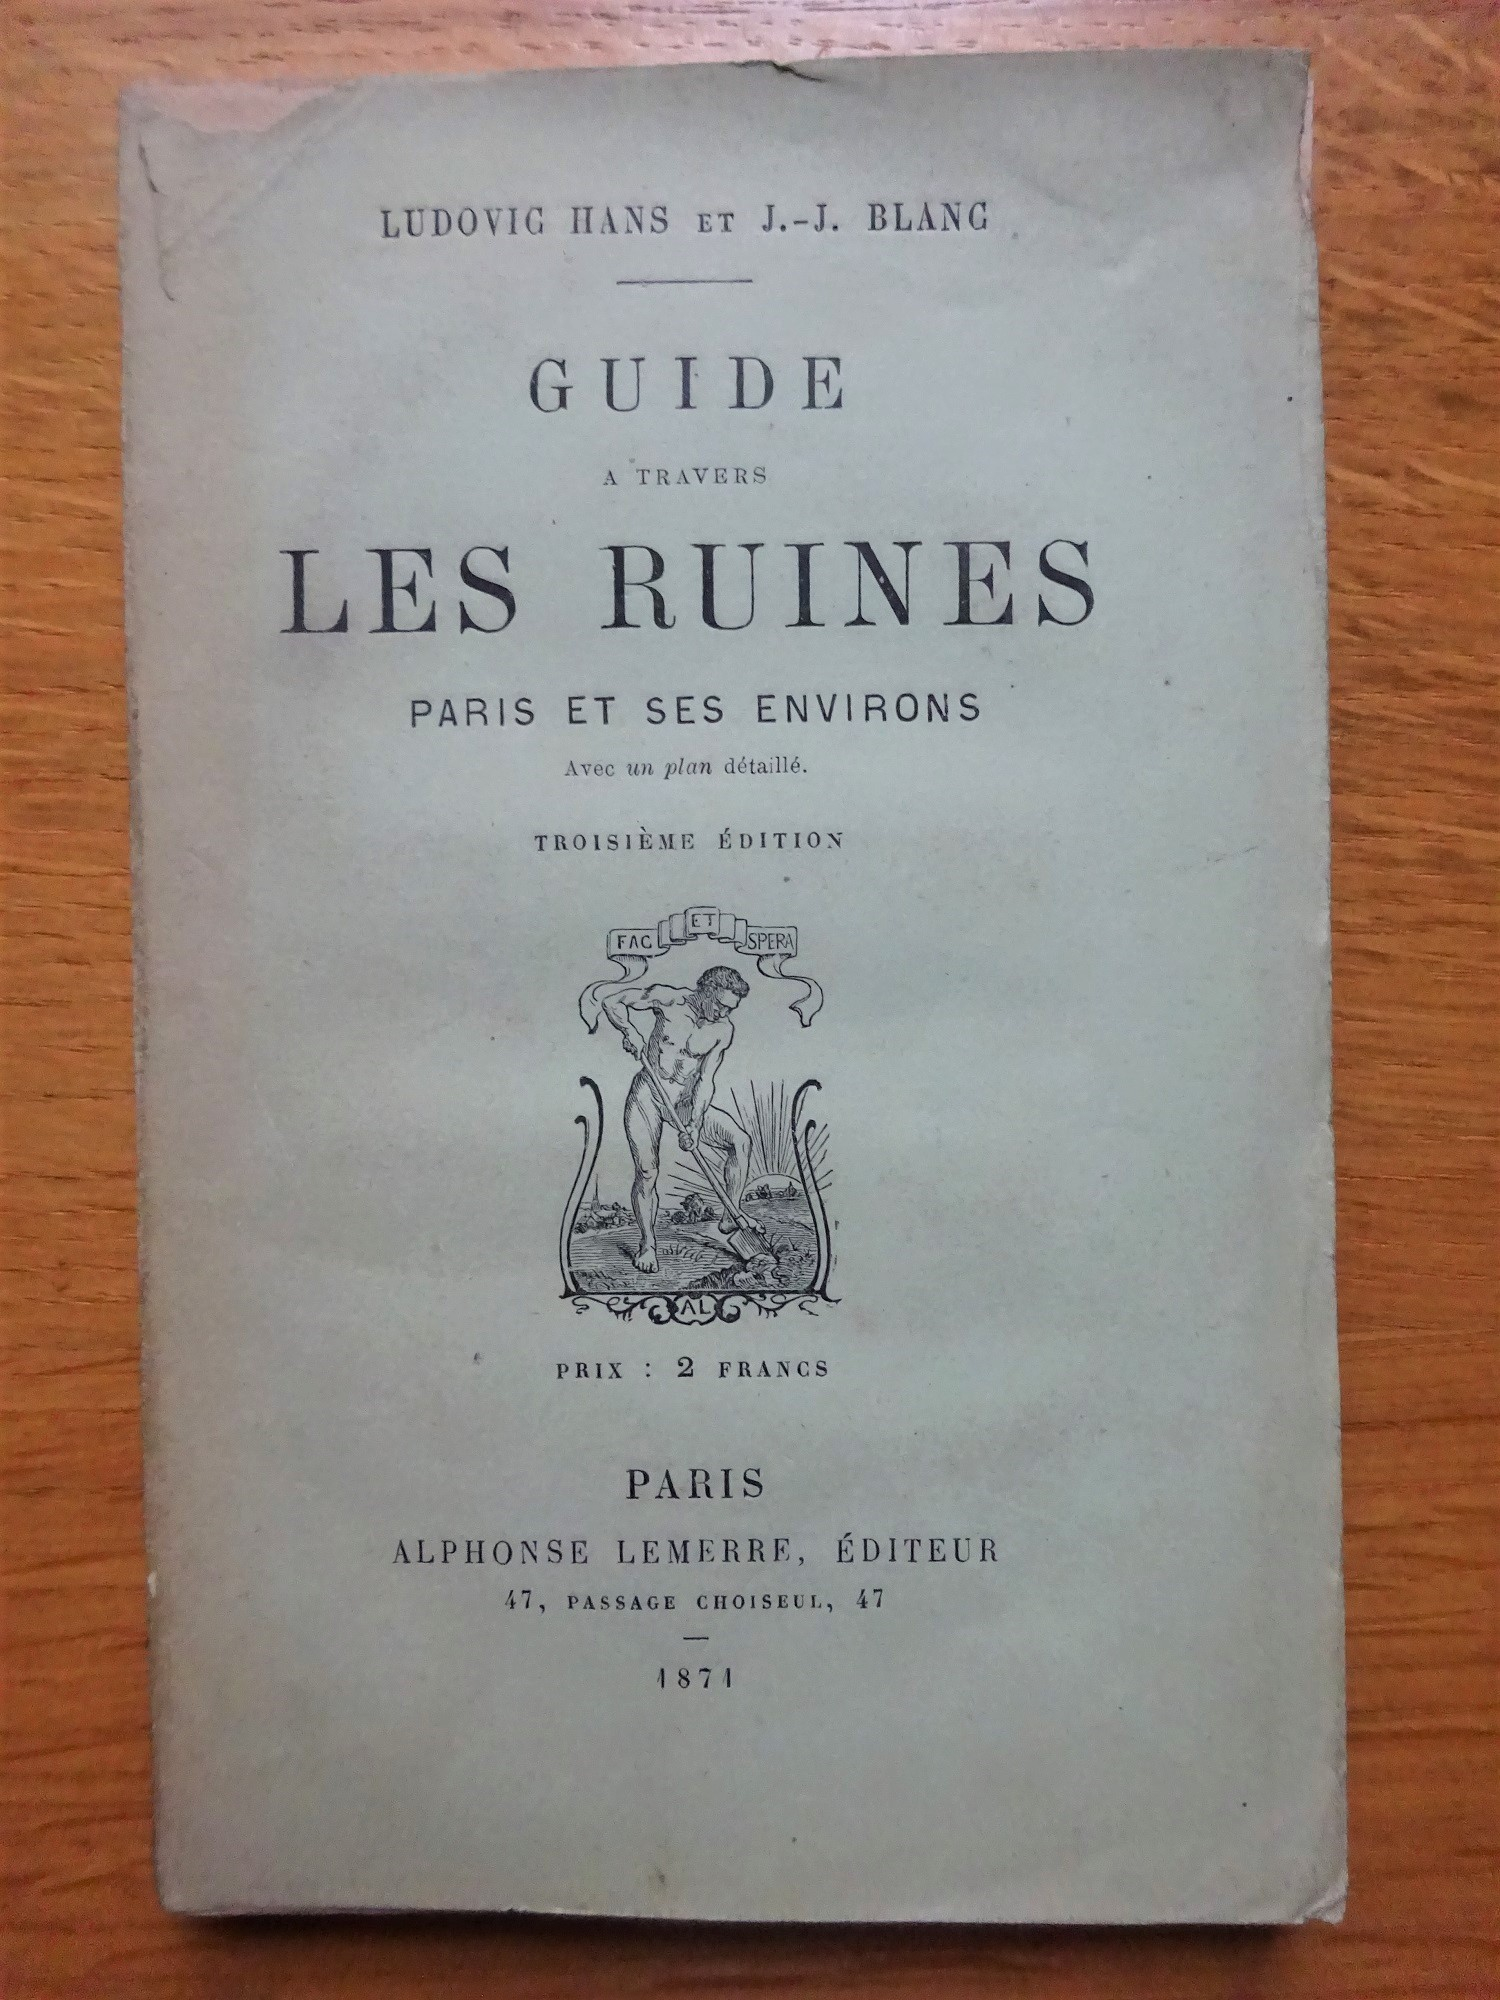 LUDOVIC HANS ET J.-J. BLANC
GUIDE
A TRAVERS
LES RUINES
PARIS ET SES ENVIRONS
Avec un plan détaillé.
TROISIÈME ÉDITION
FAC ET SPERA
AL
PRIX : 2 FRANCS
PARIS
ALPHONSE LEMERRE, ÉDITEUR
47, PASSAGE CHOISEUL, 47
1871